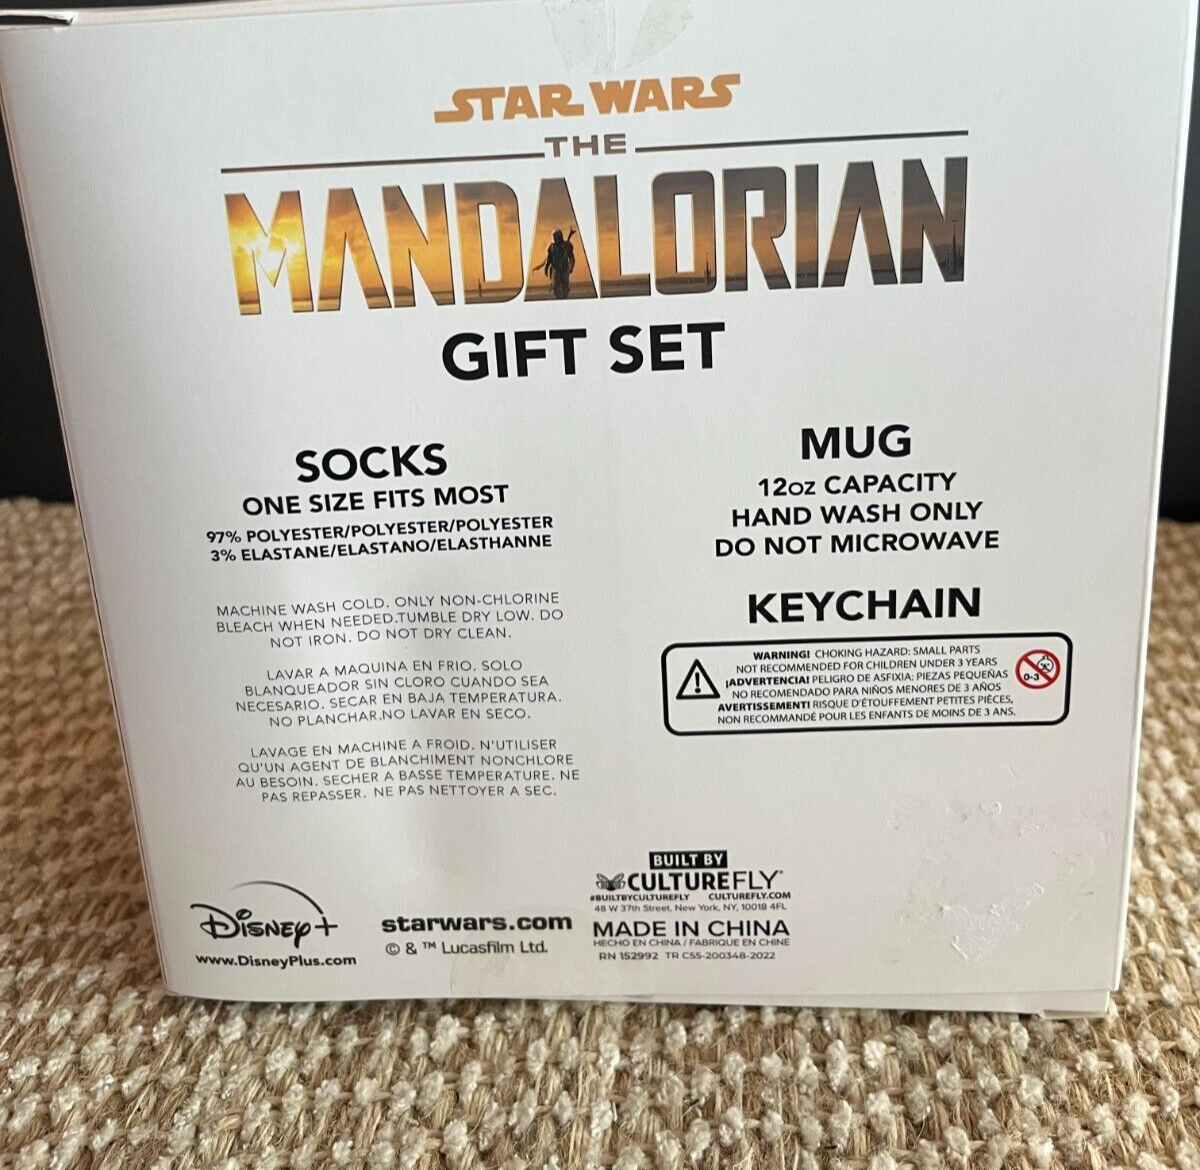 STAR WARS
THE
MANDALORIAN
GIFT SET
SOCKS
ONE SIZE FITS MOST
97% POLYESTER/POLYESTER/POLYESTER
3% ELASTANE/ELASTANO/ELASTHANNE
MACHINE WASH COLD. ONLY NON-CHLORINE
BLEACH WHEN NEEDED.TUMBLE DRY LOW. DO
NOT IRON. DO NOT DRY CLEAN.
LAVAR A MAQUINA EN FRIO. SOLO
BLANQUEADOR SIN CLORO CUANDO SEA
NECESARIO. SECAR EN BAJA TEMPERATURA.
NO PLANCHAR.NO LAVAR EN SECO.
LAVAGE EN MACHINE A FROID. N'UTILISER
QU'UN AGENT DE BLANCHIMENT NONCHLORE
AU BESOIN. SECHER A BASSE TEMPERATURE. NE
PAS REPASSER. NE PAS NETTOYER A SEC.
MUG
12oz CAPACITY
HAND WASH ONLY
DO NOT MICROWAVE
KEYCHAIN
WARNING! CHOKING HAZARD: SMALL PARTS
NOT RECOMMENDED FOR CHILDREN UNDER 3 YEARS
¡ADVERTENCIA! PELIGRO DE ASFIXIA: PIEZAS PEQUEÑAS
NO RECOMENDADO PARA NIÑOS MENORES DE 3 AÑOS
AVERTISSEMENT! RISQUE D'ÉTOUFFEMENT PETITES PIÈCES,
NON RECOMMANDÉ POUR LES ENFANTS DE MOINS DE 3 ANS.
0-3
Disney+
www.DisneyPlus.com
starwars.com
© & ™ Lucasfilm Ltd.
BUILT BY
CULTUREFLY™
#BUILTBYCULTUREFLY CULTUREFLY.COM
48 W 37th Street, New York, NY, 10018 4FL
MADE IN CHINA
HECHO EN CHINA / FABRIQUE EN CHINE
RN 152992 TR CSS-200348-2022